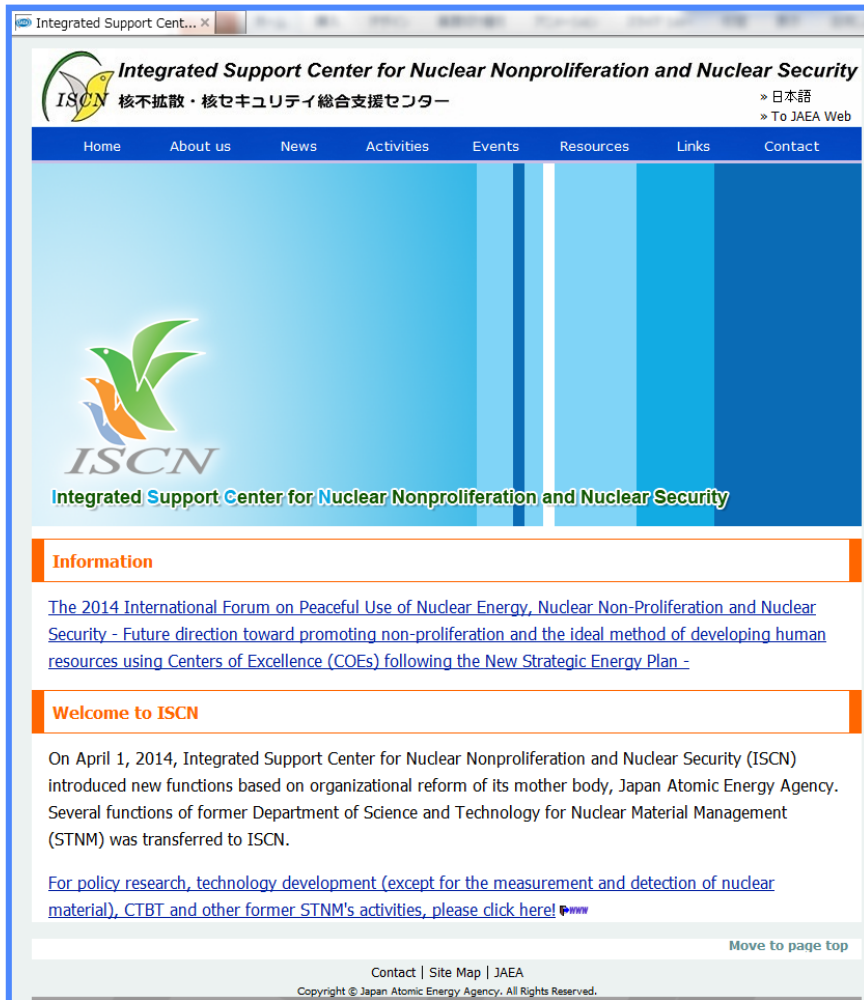 Integrated Support Cent... ×
Integrated Support Center for Nuclear Nonproliferation and Nuclear Security
ISCN 核不拡散・核セキュリティ総合支援センター
» 日本語
» To JAEA Web
Home About us News Activities Events Resources Links Contact
ISCN
Integrated Support Center for Nuclear Nonproliferation and Nuclear Security
Information
The 2014 International Forum on Peaceful Use of Nuclear Energy, Nuclear Non-Proliferation and Nuclear
Security - Future direction toward promoting non-proliferation and the ideal method of developing human
resources using Centers of Excellence (COEs) following the New Strategic Energy Plan -
Welcome to ISCN
On April 1, 2014, Integrated Support Center for Nuclear Nonproliferation and Nuclear Security (ISCN)
introduced new functions based on organizational reform of its mother body, Japan Atomic Energy Agency.
Several functions of former Department of Science and Technology for Nuclear Material Management
(STNM) was transferred to ISCN.
For policy research, technology development (except for the measurement and detection of nuclear
material), CTBT and other former STNM's activities, please click here! www
Move to page top
Contact | Site Map | JAEA
Copyright © Japan Atomic Energy Agency. All Rights Reserved.